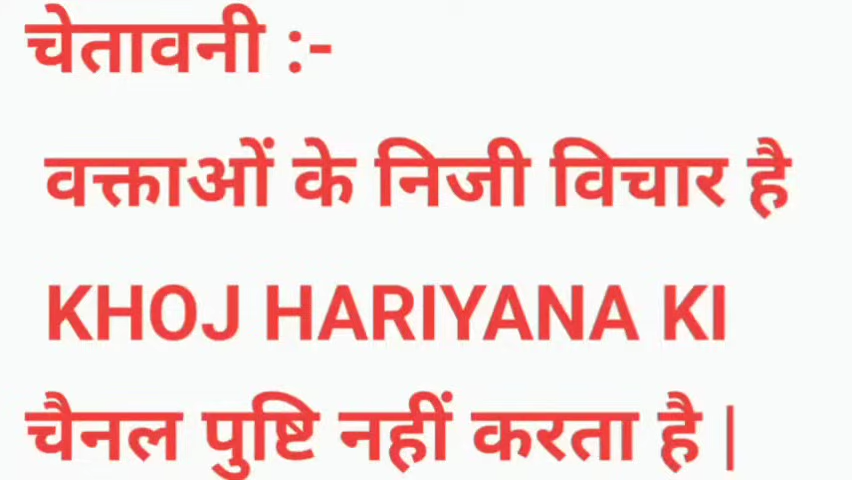 चेतावनी :-
वक्ताओं के निजी विचार है
KHOJ HARIYANA KI
चैनल पुष्टि नहीं करता है |